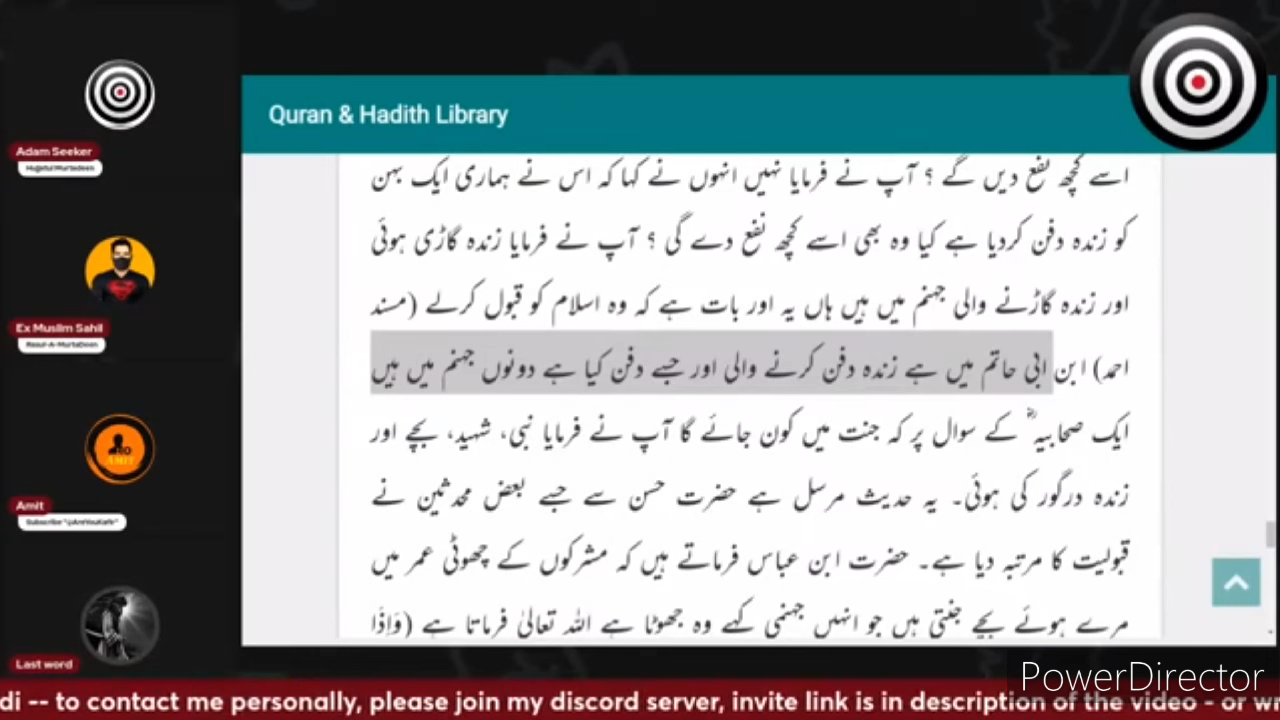 Adam Seeker
Hujjatul Murtadeen
Ex Muslim Sahil
Rasul-A-MurtaDeen
AMIT
Amit
Subscribe "@AreYouKafir"
Last word
Quran & Hadith Library
اسے کچھ نفع دیں گے ؟ آپ نے فرمایا نہیں انہوں نے کہا کہ اس نے ہماری ایک بہن
کو زندہ دفن کردیا ہے کیا وہ بھی اسے کچھ نفع دے گی ؟ آپ نے فرمایا زندہ گاڑی ہوئی
اور زندہ گاڑنے والی جہنم میں ہیں ہاں یہ اور بات ہے کہ وہ اسلام کو قبول کرلے (مسند
احمد) ابن ابی حاتم میں ہے زندہ دفن کرنے والی اور جسے دفن کیا ہے دونوں جہنم میں ہیں
ایک صحابیہ ؓ کے سوال پر کہ جنت میں کون جائے گا آپ نے فرمایا نبی، شہید، بچے اور
زندہ درگور کی ہوئی۔ یہ حدیث مرسل ہے حضرت حسن سے جسے بعض محدثین نے
قبولیت کا مرتبہ دیا ہے۔ حضرت ابن عباس فرماتے ہیں کہ مشرکوں کے چھوٹی عمر میں
مرے ہوئے بچے جنتی ہیں جو انہیں جہنمی کہے وہ جھوٹا ہے اللہ تعالیٰ فرماتا ہے (وَاِذَا
PowerDirector
di -- to contact me personally, please join my discord server, invite link is in description of the video - or wr